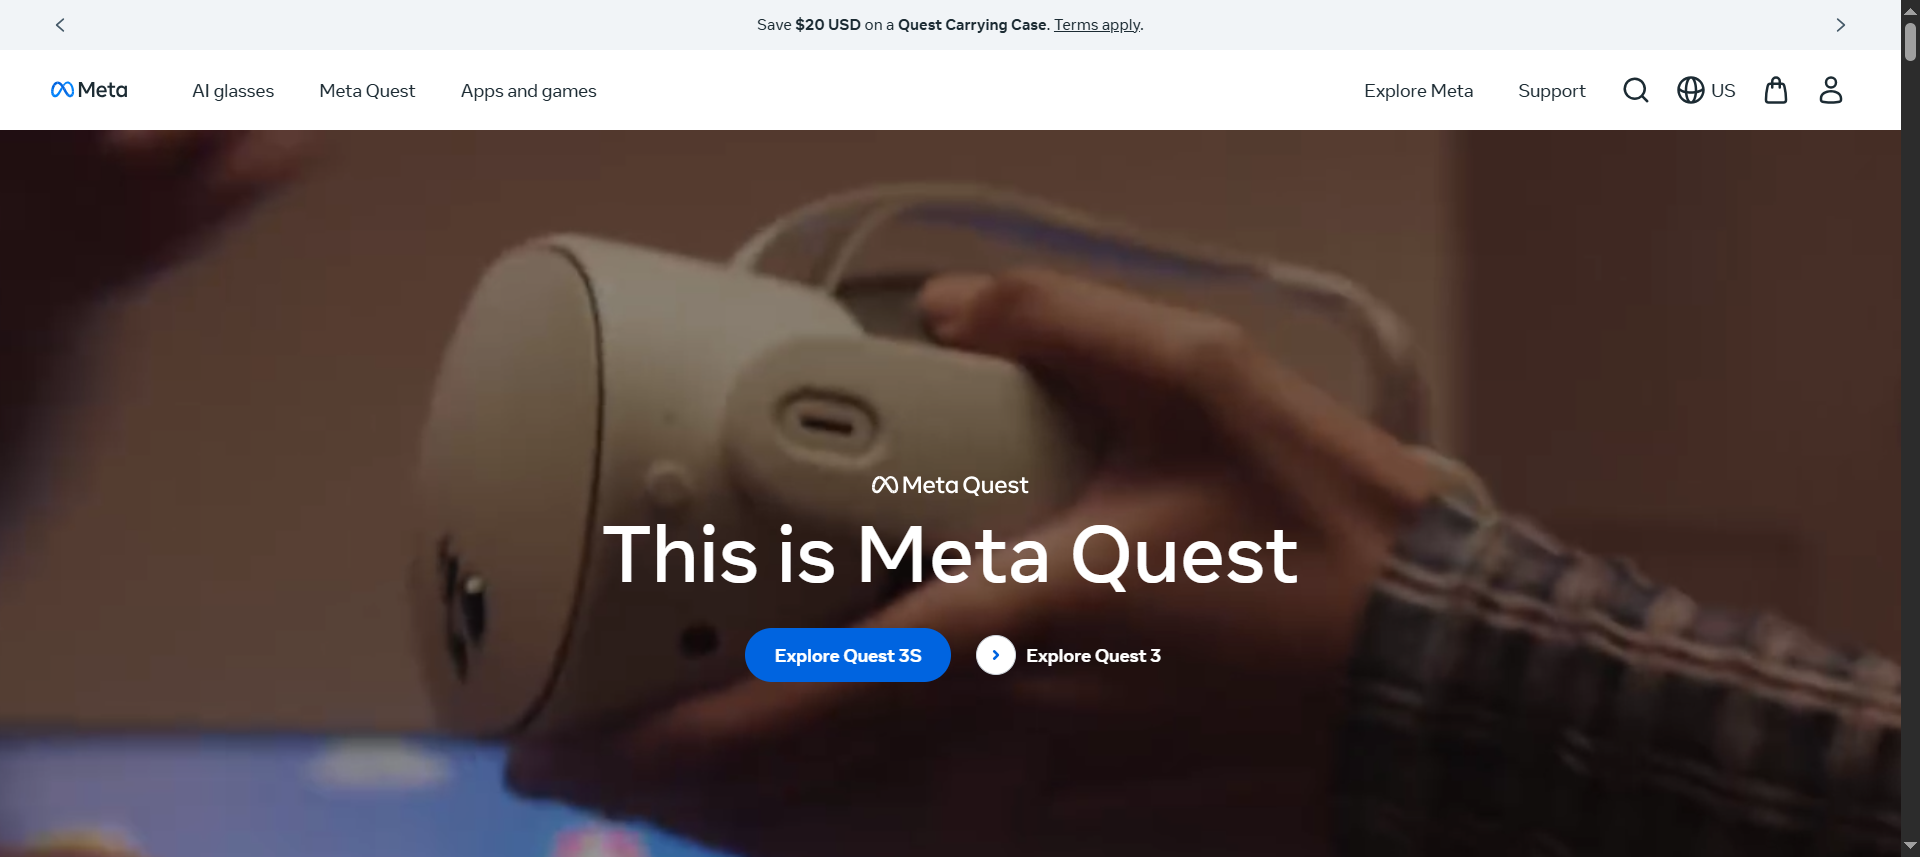 Save $20 USD on a Quest Carrying Case. Terms apply.
Meta
AI glasses
Meta Quest
Apps and games
Explore Meta
Support
US
Meta Quest
This is Meta Quest
Explore Quest 3S
Explore Quest 3